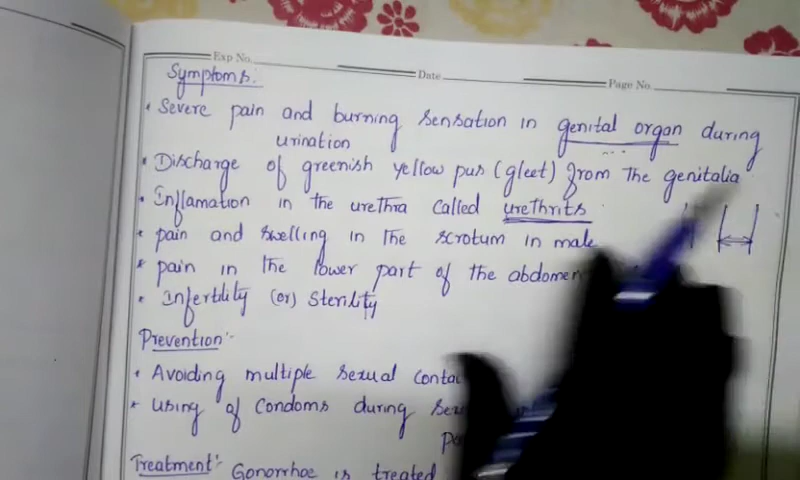 Exp No.
Date
Page No.
Symptoms:
• Severe pain and burning sensation in genital organ during
urination
• Discharge of greenish yellow pus (gleet) from the genitalia
• Inflamation in the urethra called urethrits
• pain and swelling in the scrotum in male
• pain in the lower part of the abdomen
• Infertility (or) Sterility
Prevention:-
• Avoiding multiple sexual
• Using of Condoms during
Treatment:- Gonorrhoe is treated